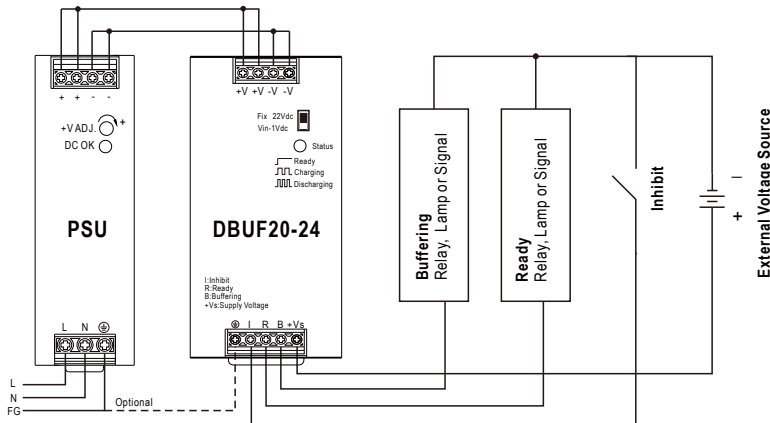 + + - -
+V ADJ.
+
DC OK
PSU
L N
L
N
FG
Optional
+V +V -V -V
Fix 22Vdc
Vin-1Vdc
Status
Ready
Charging
Discharging
DBUF20-24
I:Inhibit
R:Ready
B:Buffering
+Vs:Supply Voltage
I R B +Vs
Buffering
Relay, Lamp or Signal
Ready
Relay, Lamp or Signal
Inhibit
+ −
External Voltage Source